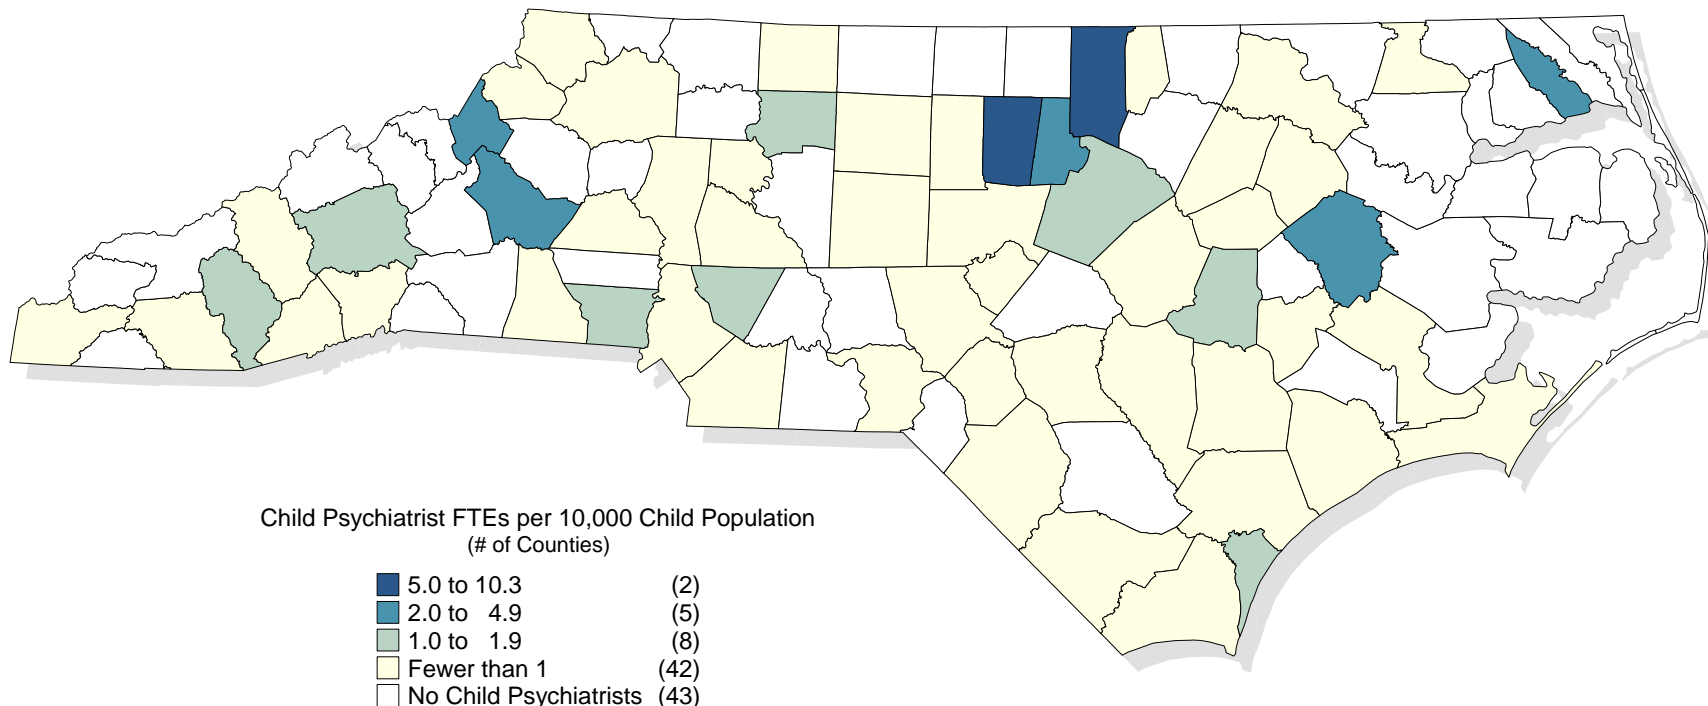 Child Psychiatrist FTEs per 10,000 Child Population
(# of Counties)
5.0 to 10.3 (2)
2.0 to 4.9 (5)
1.0 to 1.9 (8)
Fewer than 1 (42)
No Child Psychiatrists (43)